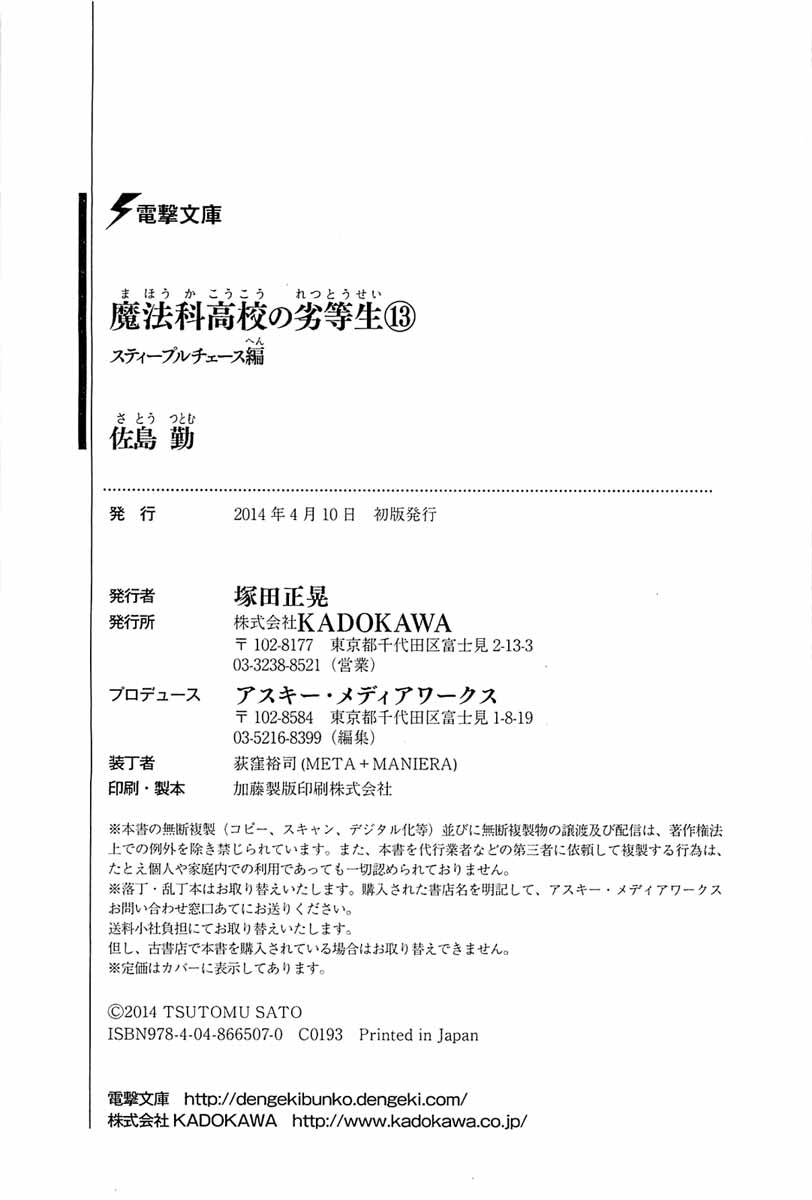 電撃文庫
ま ほう か こうこう れつとうせい
魔法科高校の劣等生⑬
へん
スティープルチェース編
さ とう つとむ
佐島 勤
発 行 2014年4月10日 初版発行
発行者 塚田正晃
発行所 株式会社KADOKAWA
〒102-8177 東京都千代田区富士見2-13-3
03-3238-8521(営業)
プロデュース アスキー・メディアワークス
〒102-8584 東京都千代田区富士見1-8-19
03-5216-8399(編集)
装丁者 荻窪裕司(META+MANIERA)
印刷・製本 加藤製版印刷株式会社
※本書の無断複製(コピー、スキャン、デジタル化等)並びに無断複製物の譲渡及び配信は、著作権法
上での例外を除き禁じられています。また、本書を代行業者などの第三者に依頼して複製する行為は、
たとえ個人や家庭内での利用であっても一切認められておりません。
※落丁・乱丁本はお取り替えいたします。購入された書店名を明記して、アスキー・メディアワークス
お問い合わせ窓口あてにお送りください。
送料小社負担にてお取り替えいたします。
但し、古書店で本書を購入されている場合はお取り替えできません。
※定価はカバーに表示してあります。
©2014 TSUTOMU SATO
ISBN978-4-04-866507-0 C0193 Printed in Japan
電撃文庫 http://dengekibunko.dengeki.com/
株式会社KADOKAWA http://www.kadokawa.co.jp/